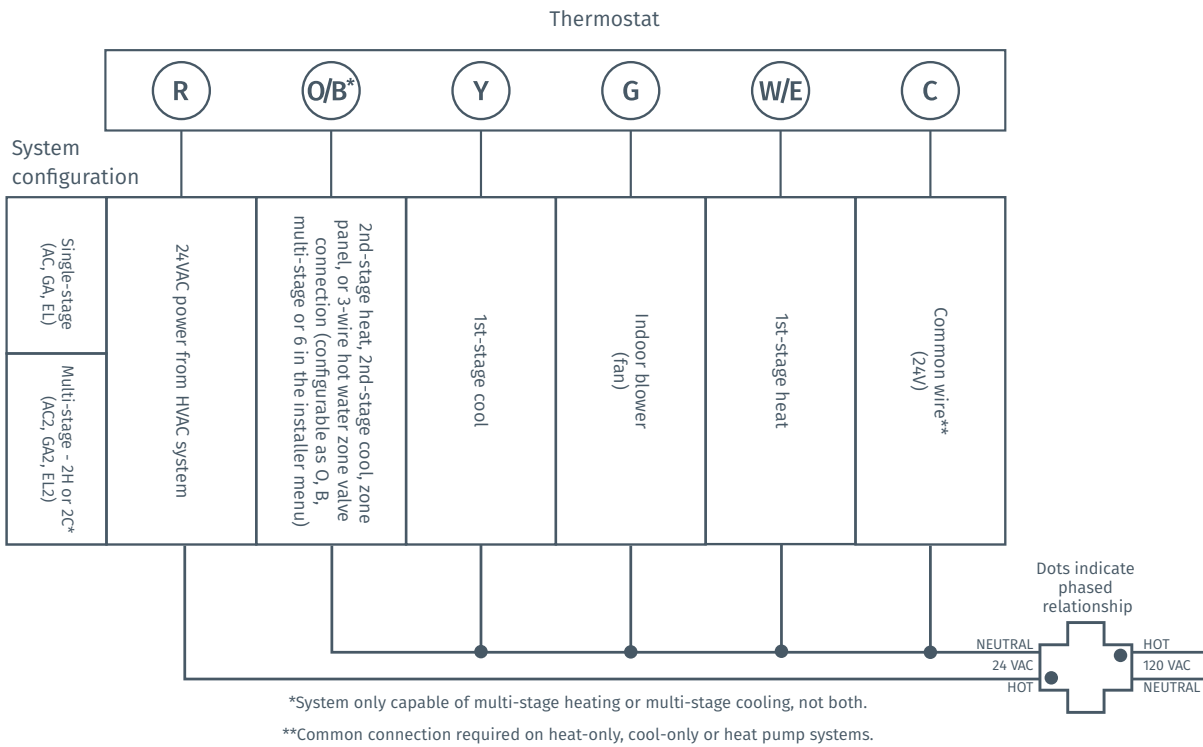 Thermostat
R
O/B*
Y
G
W/E
C
System
configuration
Single-stage
(AC, GA, EL)
Multi-stage - 2H or 2C*
(AC2, GA2, EL2)
24VAC power from HVAC system
2nd-stage heat, 2nd-stage cool, zone
panel, or 3-wire hot water zone valve
connection (configurable as O, B,
multi-stage or 6 in the installer menu)
1st-stage cool
Indoor blower
(fan)
1st-stage heat
Common wire**
(24V)
Dots indicate
phased
relationship
NEUTRAL
24 VAC
HOT
HOT
120 VAC
NEUTRAL
*System only capable of multi-stage heating or multi-stage cooling, not both.
**Common connection required on heat-only, cool-only or heat pump systems.